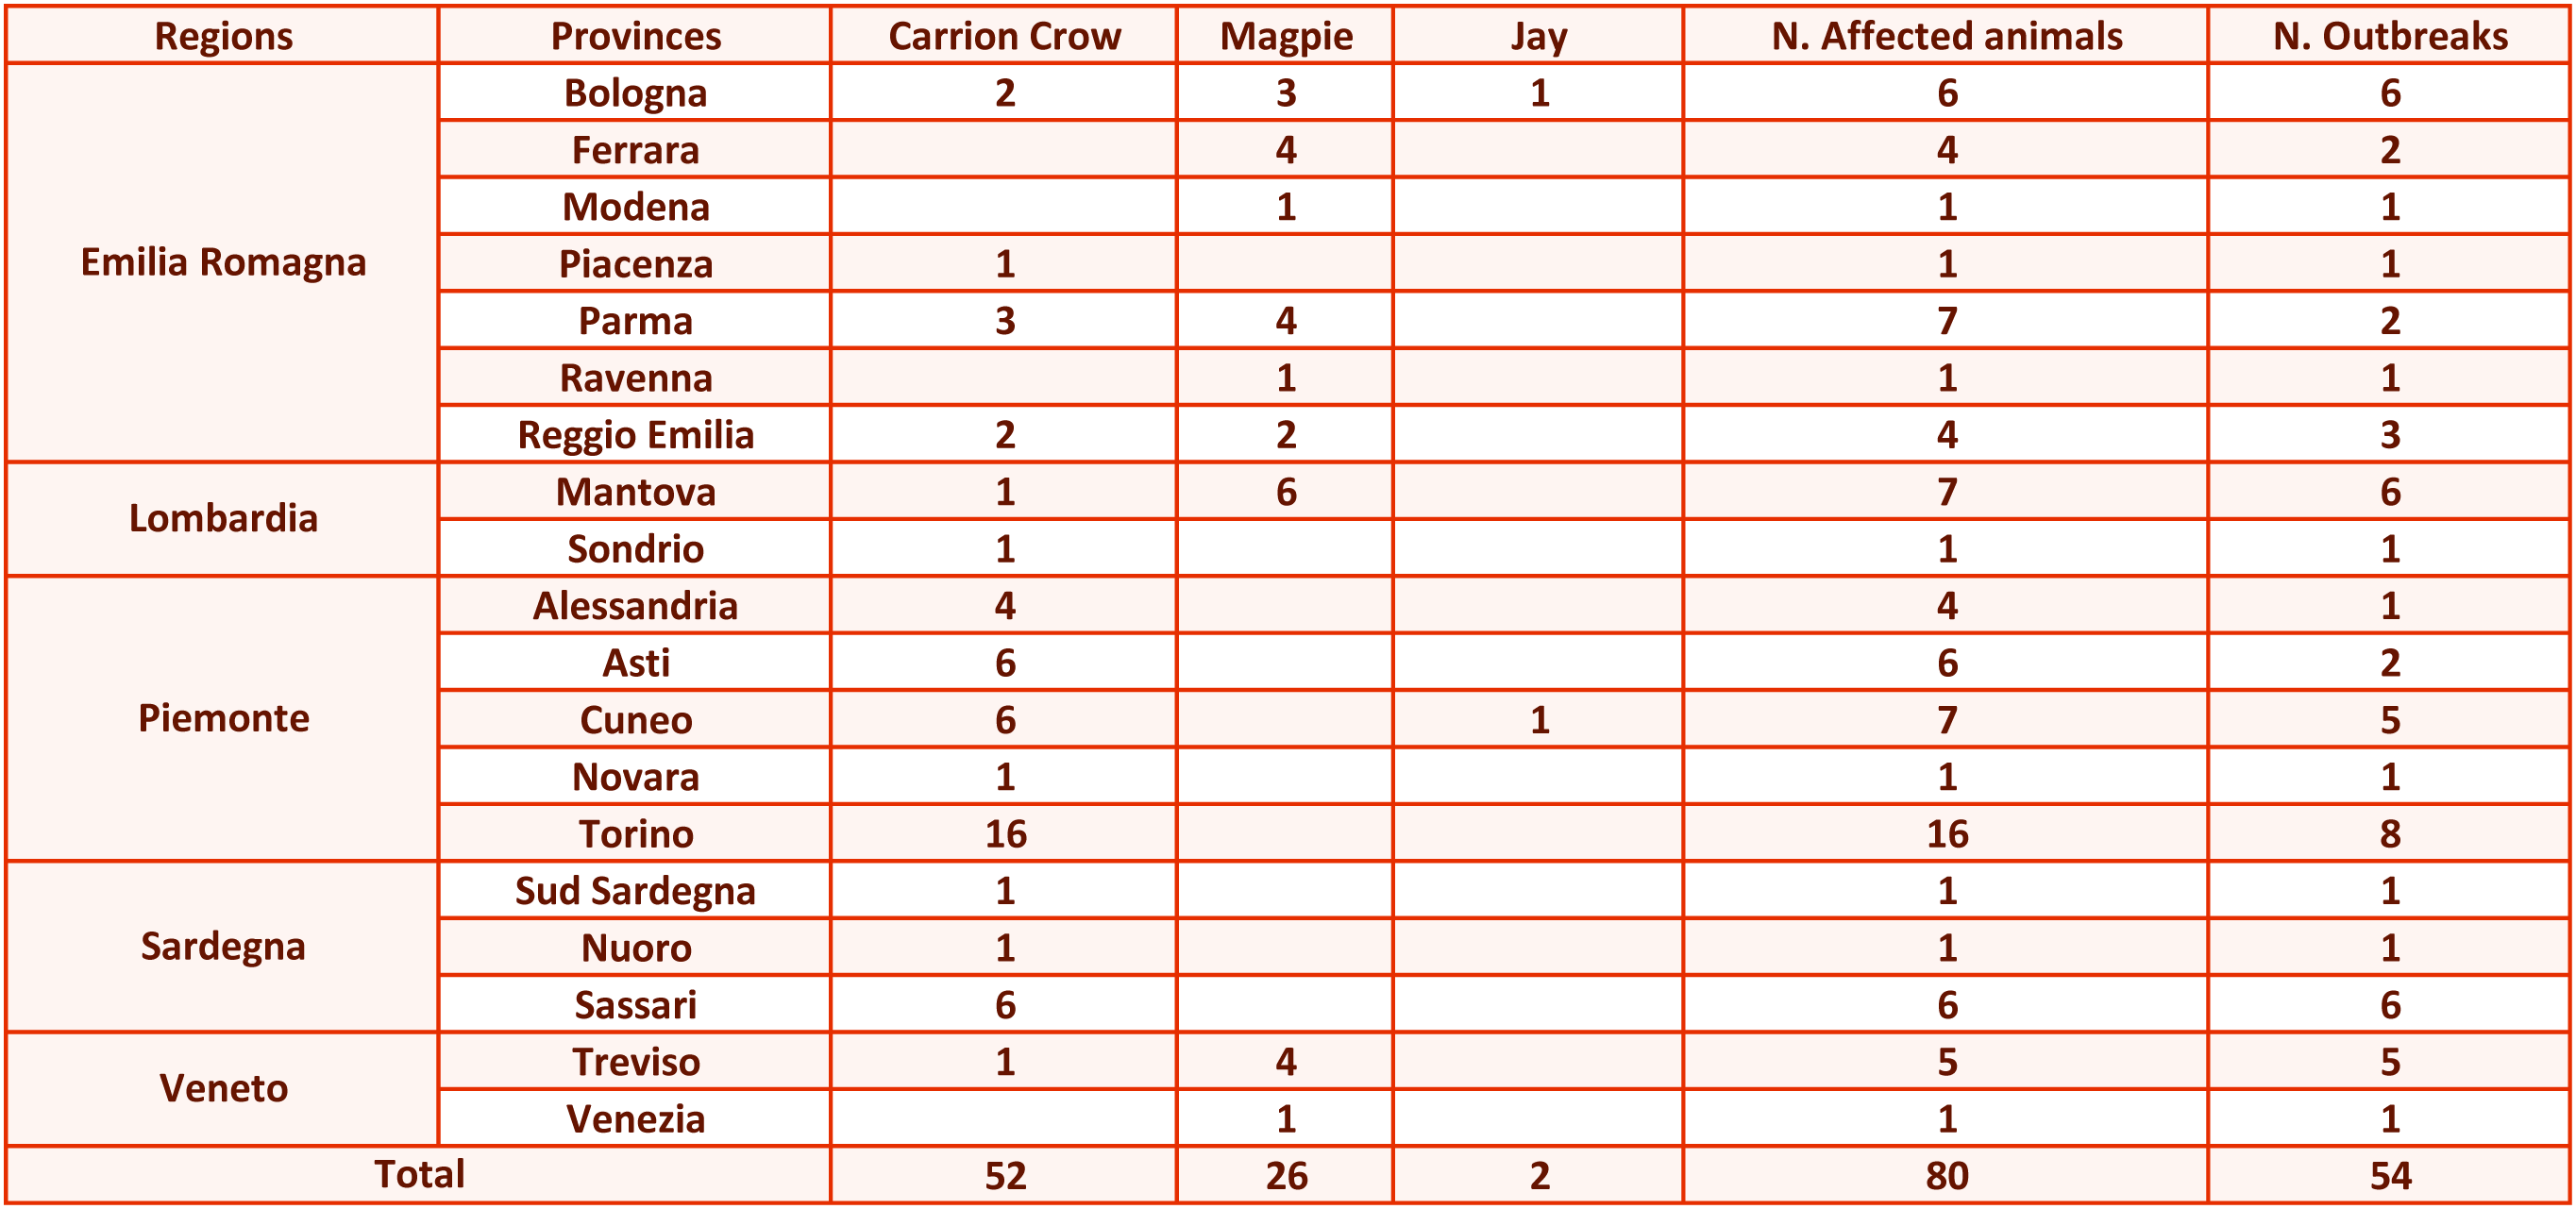 Regions Provinces Carrion Crow Magpie Jay N. Affected animals N. Outbreaks
Emilia Romagna Bologna 2 3 1 6 6
Ferrara 4 4 2
Modena 1 1 1
Piacenza 1 1 1
Parma 3 4 7 2
Ravenna 1 1 1
Reggio Emilia 2 2 4 3
Lombardia Mantova 1 6 7 6
Sondrio 1 1 1
Piemonte Alessandria 4 4 1
Asti 6 6 2
Cuneo 6 1 7 5
Novara 1 1 1
Torino 16 16 8
Sardegna Sud Sardegna 1 1 1
Nuoro 1 1 1
Sassari 6 6 6
Veneto Treviso 1 4 5 5
Venezia 1 1 1
Total 52 26 2 80 54